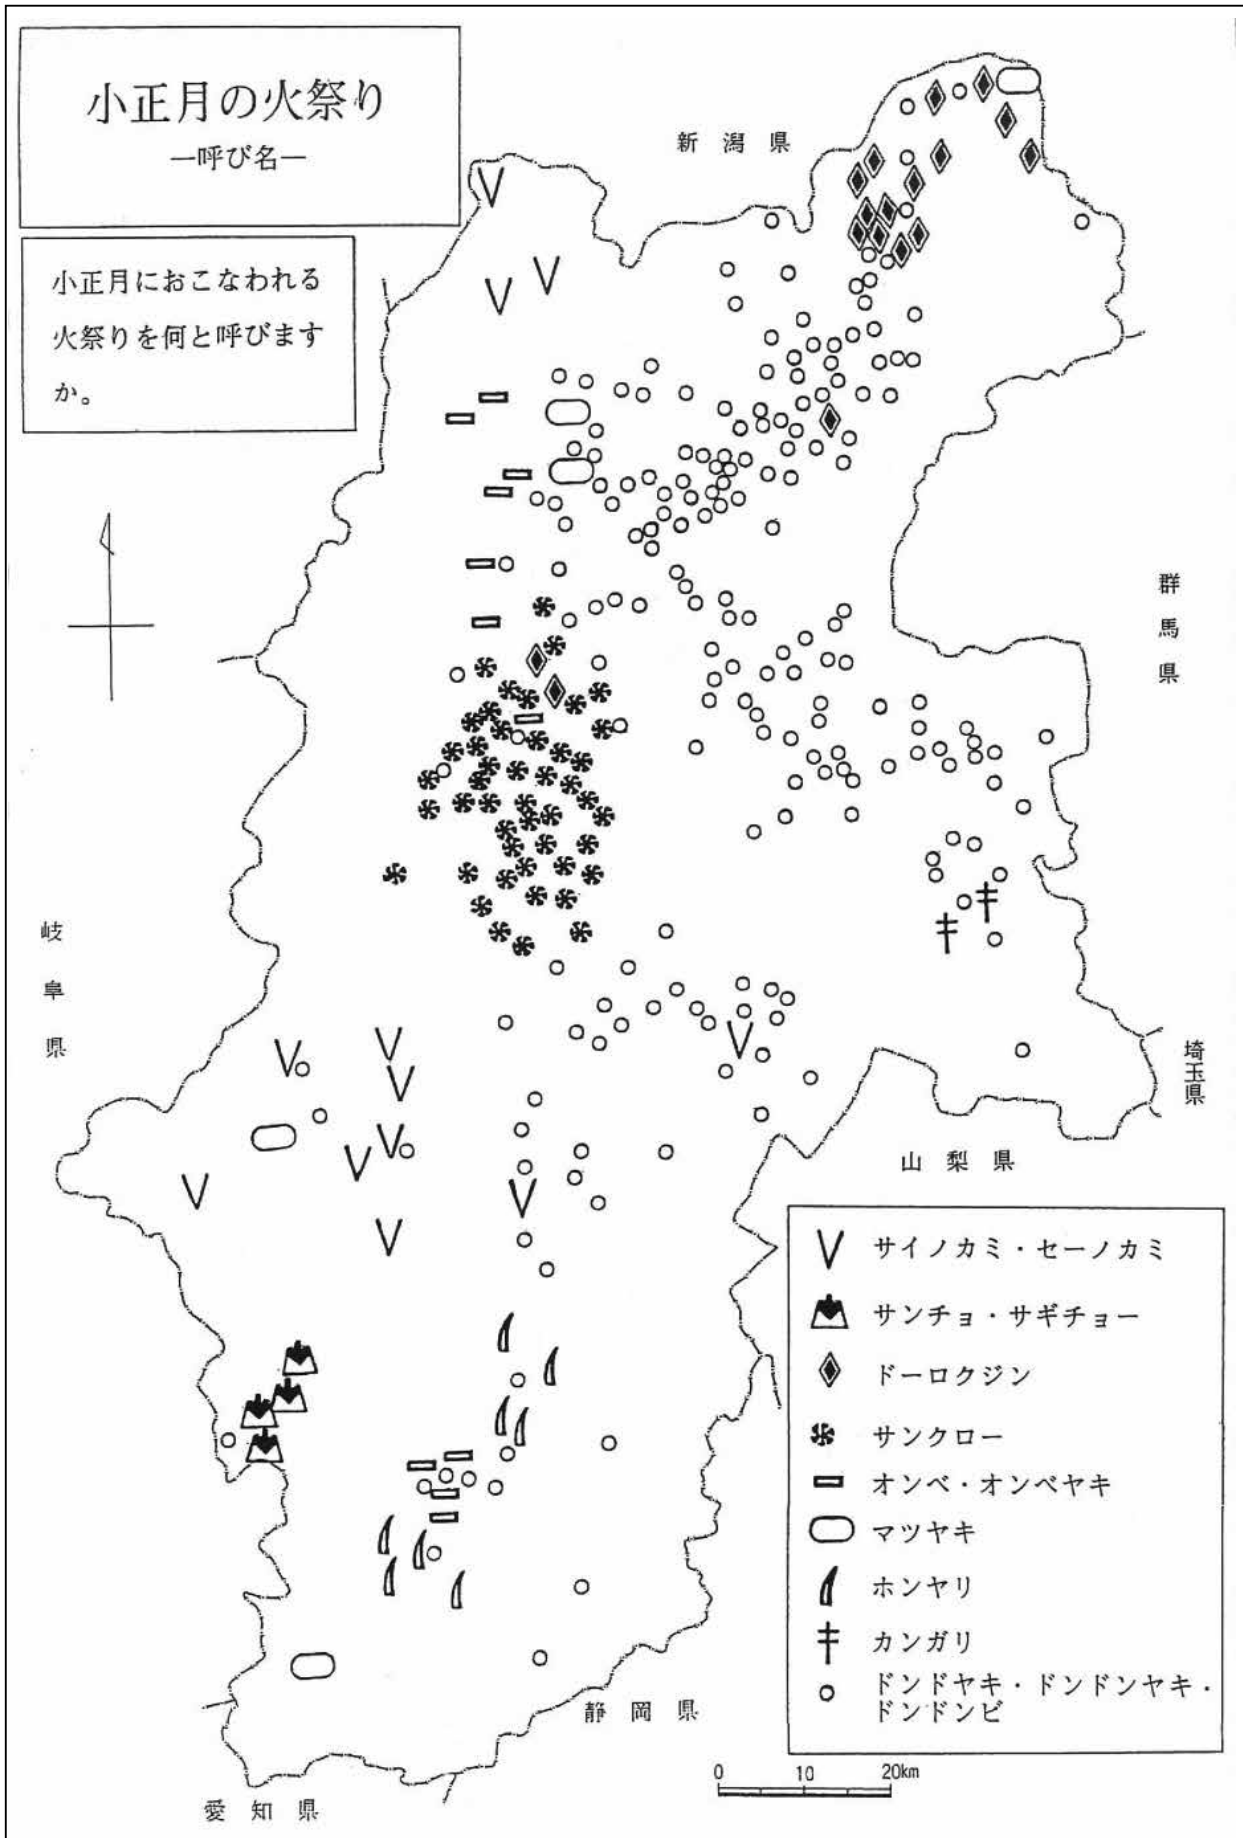 小正月の火祭り
―呼び名―
小正月におこなわれる
火祭りを何と呼びます
か。
新潟県
群馬県
岐阜県
埼玉県
山梨県
サイノカミ・セーノカミ
サンチョ・サギチョー
ドーロクジン
サンクロー
オンベ・オンベヤキ
マツヤキ
ホンヤリ
カンガリ
ドンドヤキ・ドンドンヤキ・
ドンドンビ
静岡県
0 10 20km
愛知県